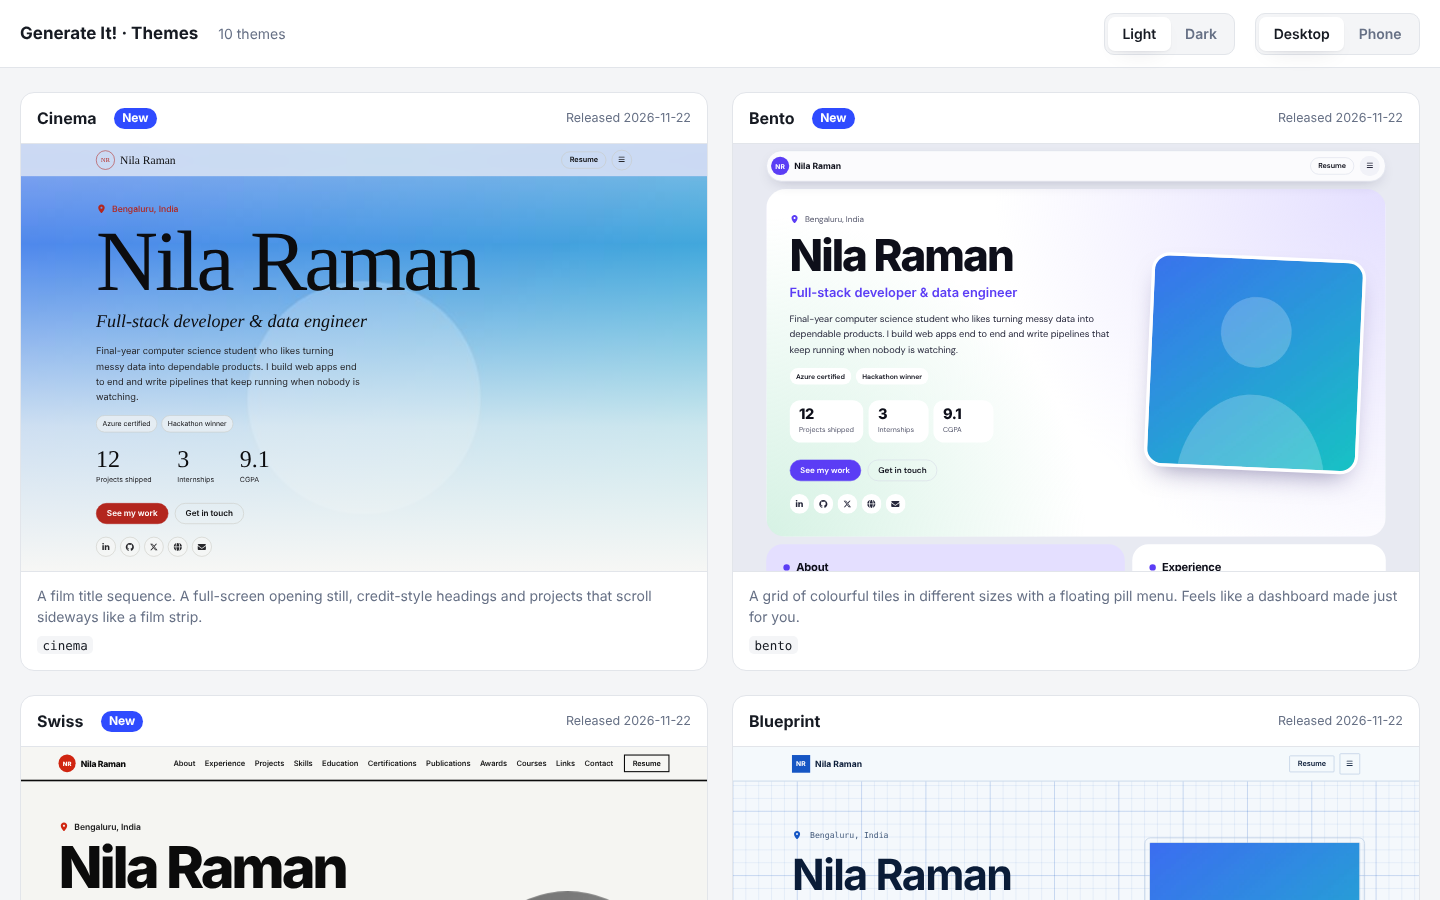 Generate It! · Themes 10 themes Light Dark Desktop Phone
Cinema New Released 2026-11-22
NR Nila Raman Resume
Bengaluru, India
Nila Raman
Full-stack developer & data engineer
Final-year computer science student who likes turning
messy data into dependable products. I build web apps end
to end and write pipelines that keep running when nobody is
watching.
Azure certified Hackathon winner
12 3 9.1
Projects shipped Internships CGPA
See my work Get in touch
A film title sequence. A full-screen opening still, credit-style headings and projects that scroll
sideways like a film strip.
cinema
Bento New Released 2026-11-22
NR Nila Raman Resume
Bengaluru, India
Nila Raman
Full-stack developer & data engineer
Final-year computer science student who likes turning messy data into
dependable products. I build web apps end to end and write pipelines that
keep running when nobody is watching.
Azure certified Hackathon winner
12 3 9.1
Projects shipped Internships CGPA
See my work Get in touch
About Experience
A grid of colourful tiles in different sizes with a floating pill menu. Feels like a dashboard made just
for you.
bento
Swiss New Released 2026-11-22
NR Nila Raman About Experience Projects Skills Education Certifications Publications Awards Courses Links Contact Resume
Bengaluru, India
Nila Raman
Blueprint Released 2026-11-22
NR Nila Raman Resume
Bengaluru, India
Nila Raman